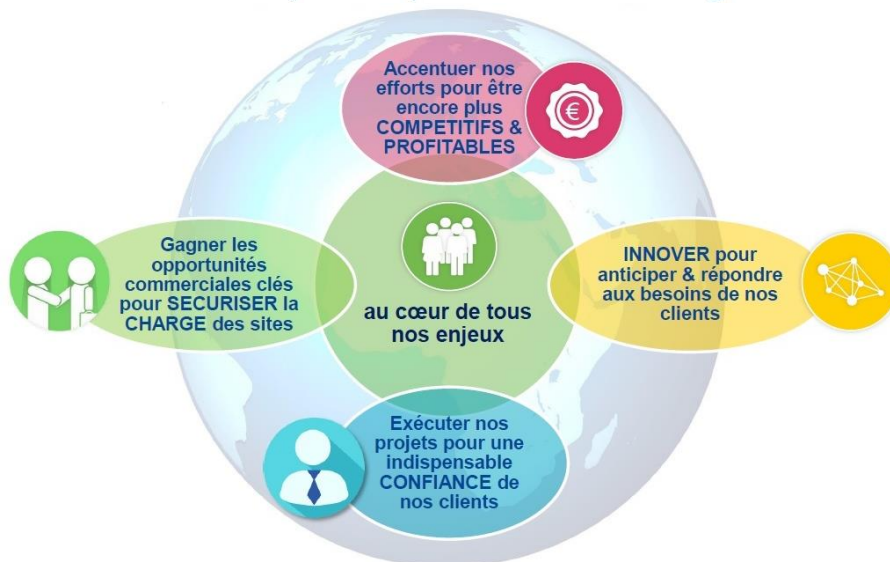 Accentuer nos
efforts pour être
encore plus
COMPETITIFS &
PROFITABLES
€
Gagner les
opportunités
commerciales clés
pour SECURISER la
CHARGE des sites
au cœur de tous
nos enjeux
INNOVER pour
anticiper & répondre
aux besoins de nos
clients
Exécuter nos
projets pour une
indispensable
CONFIANCE de
nos clients